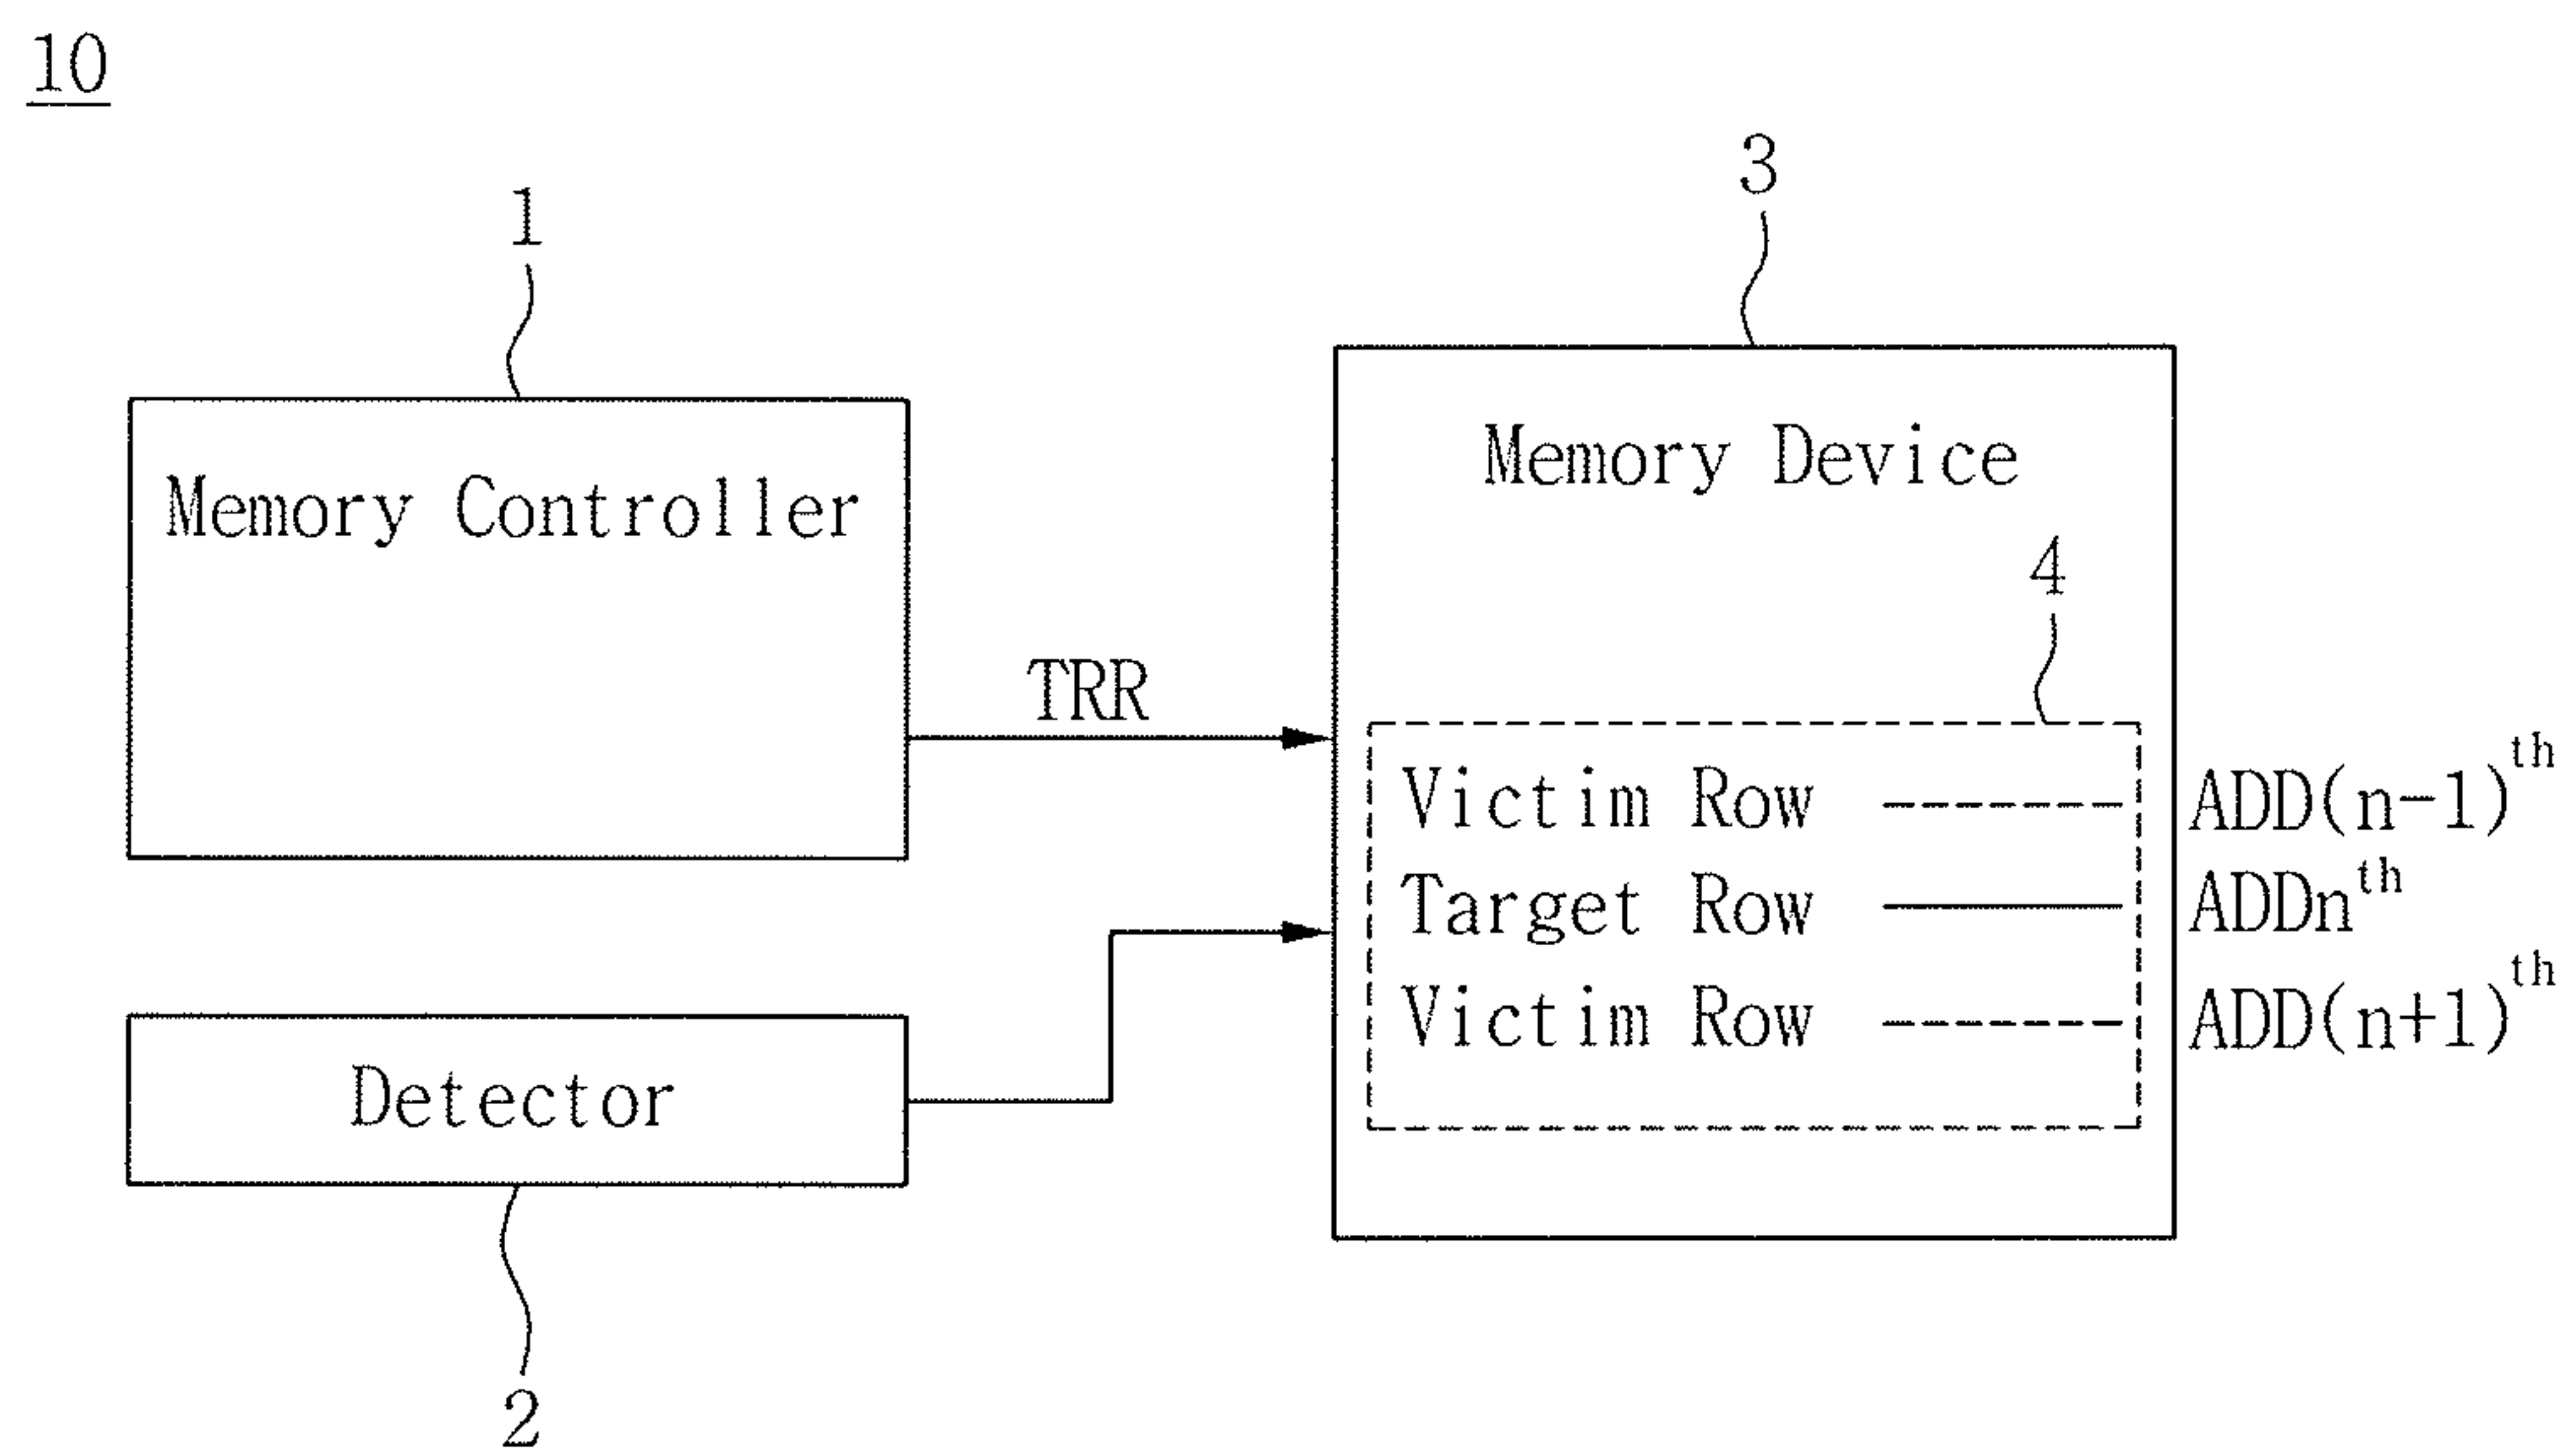 10
1
3
Memory Controller
Memory Device
4
TRR
Victim Row ADD(n-1)th
Target Row ADDnth
Victim Row ADD(n+1)th
Detector
2